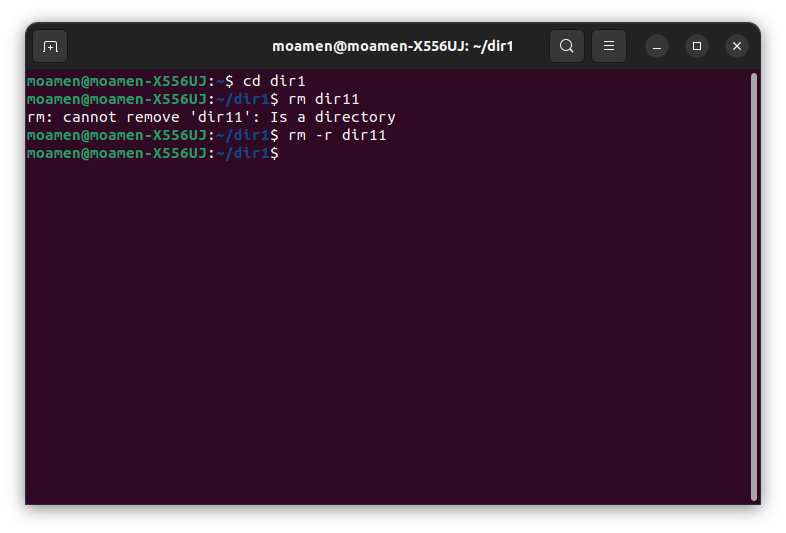 moamen@moamen-X556UJ: ~/dir1
moamen@moamen-X556UJ:~$ cd dir1
moamen@moamen-X556UJ:~/dir1$ rm dir11
rm: cannot remove 'dir11': Is a directory
moamen@moamen-X556UJ:~/dir1$ rm -r dir11
moamen@moamen-X556UJ:~/dir1$